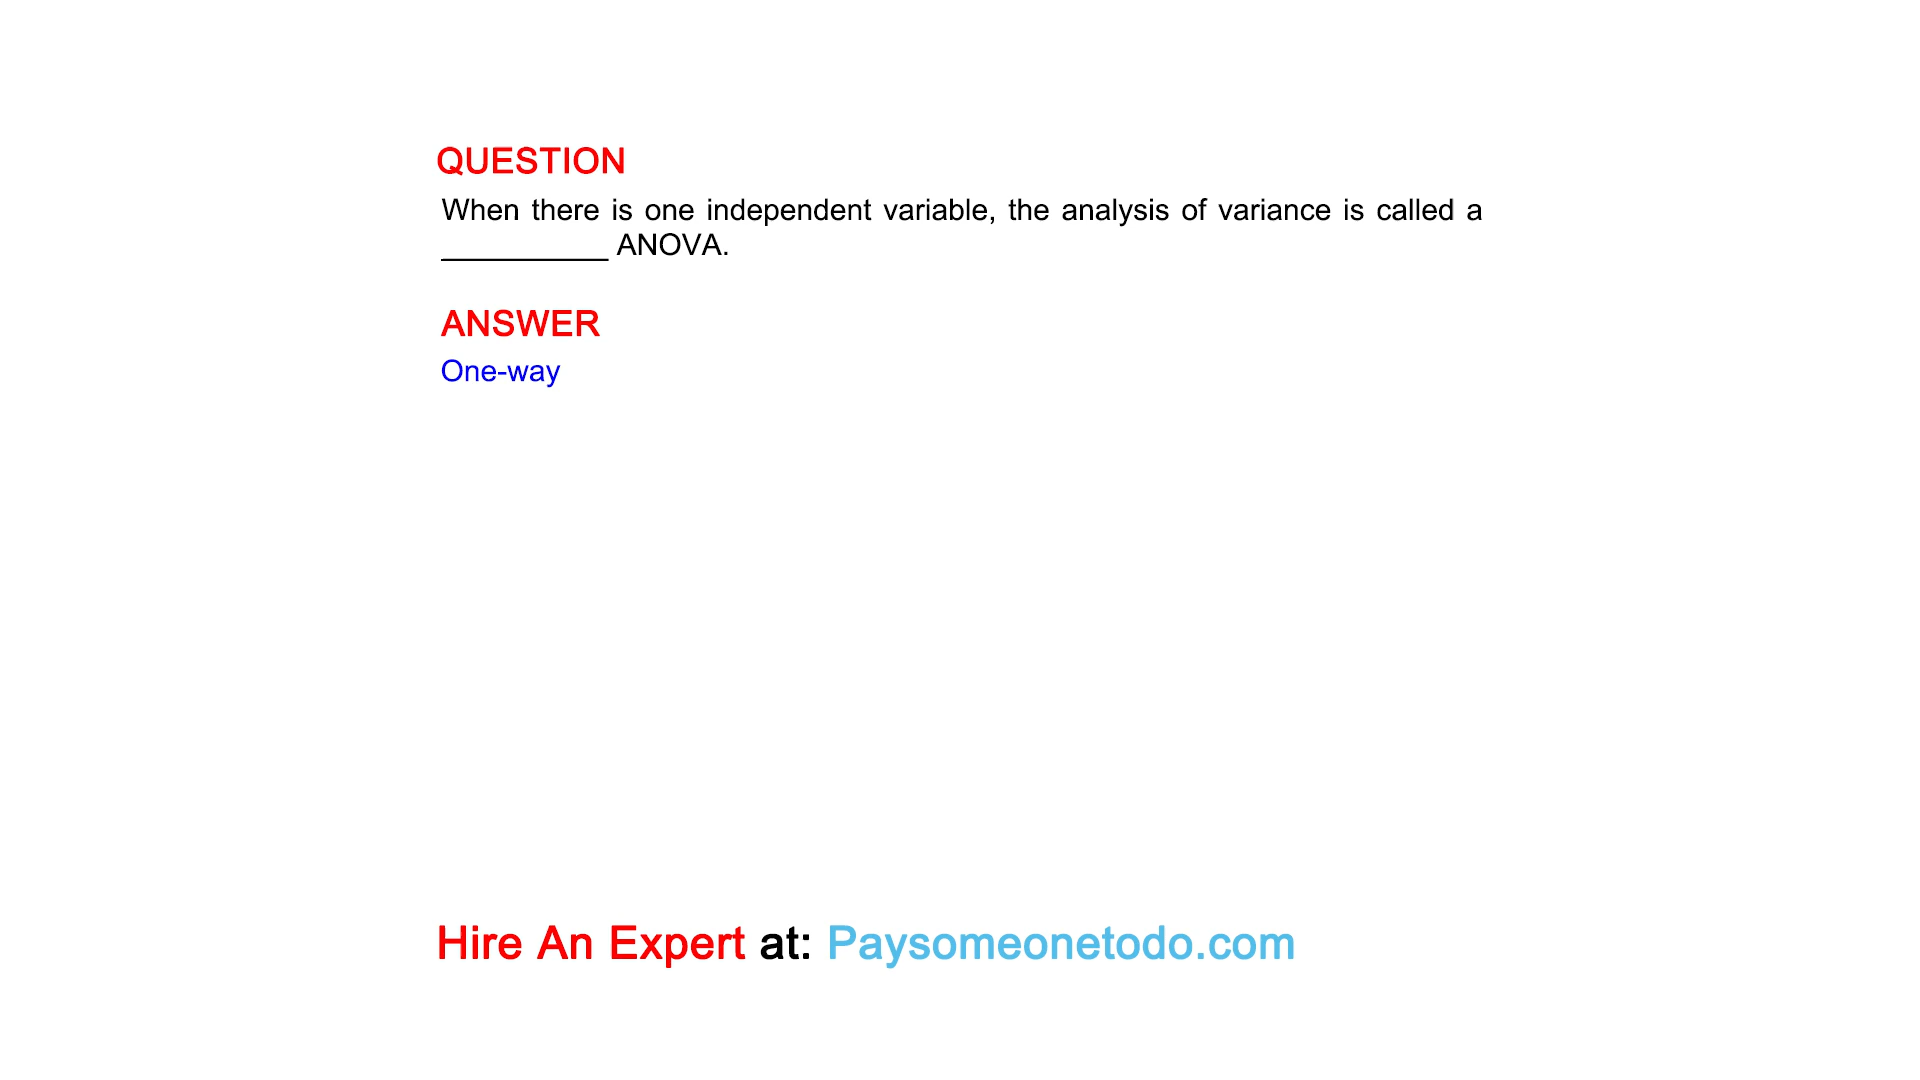 QUESTION
When there is one independent variable, the analysis of variance is called a
__________ ANOVA.
ANSWER
One-way
Hire An Expert at: Paysomeonetodo.com